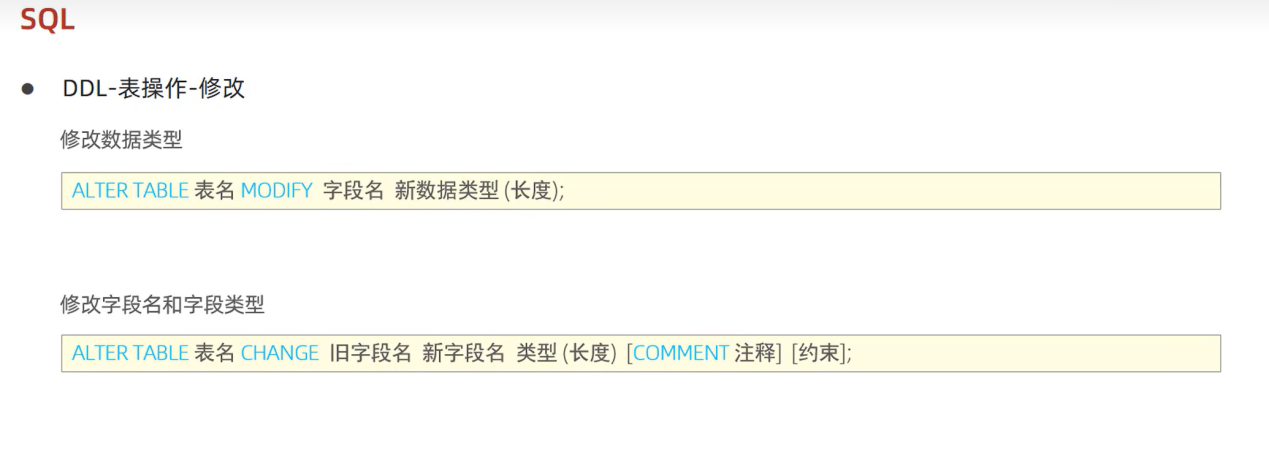 SQL
DDL-表操作-修改
修改数据类型
ALTER TABLE 表名 MODIFY 字段名 新数据类型 (长度);
修改字段名和字段类型
ALTER TABLE 表名 CHANGE 旧字段名 新字段名 类型 (长度) [COMMENT 注释] [约束];